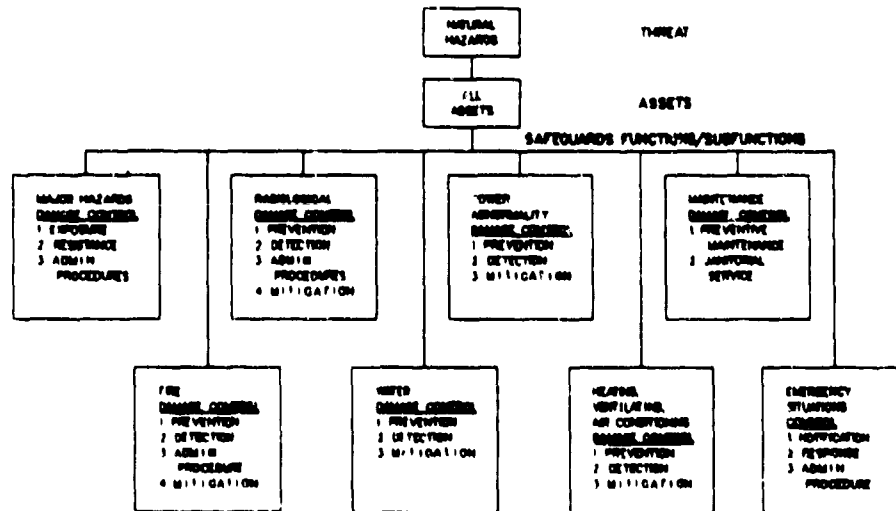 NATURAL
HAZARDS
THREAT
ALL
ASSETS
ASSETS
SAFEGUARDS FUNCTIONS/SUBFUNCTIONS
MAJOR HAZARDS
DAMAGE CONTROL
1 EXPOSURE
2 RESISTANCE
3 ADMIN
PROCEDURES
RADIOLOGICAL
DAMAGE CONTROL
1 PREVENTION
2 DETECTION
3 ADMIN
PROCEDURES
4 MITIGATION
POWER
ABNORMALITY
DAMAGE CONTROL
1 PREVENTION
2 DETECTION
3 MITIGATION
MAINTENANCE
DAMAGE CONTROL
1 PREVENTIVE
MAINTENANCE
2 JANITORIAL
SERVICE
FIRE
DAMAGE CONTROL
1 PREVENTION
2 DETECTION
3 ADMIN
PROCEDURE
4 MITIGATION
WATER
DAMAGE CONTROL
1 PREVENTION
2 DETECTION
3 MITIGATION
HEATING,
VENTILATING,
AIR CONDITIONING
DAMAGE CONTROL
1 PREVENTION
2 DETECTION
3 MITIGATION
EMERGENCY
SITUATIONS
CONTROL
1 NOTIFICATION
2 RESPONSE
3 ADMIN
PROCEDURE